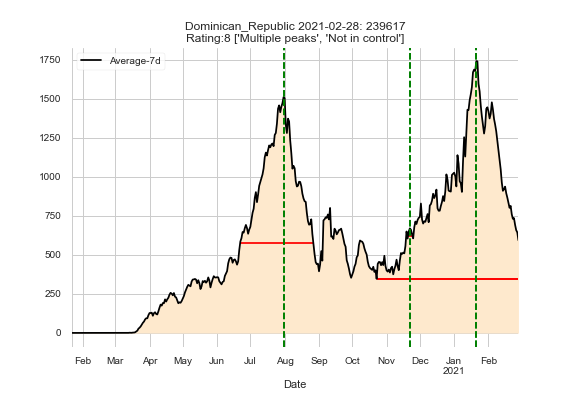 Dominican_Republic 2021-02-28: 239617
Rating:8 ['Multiple peaks', 'Not in control']
Average-7d
1750
1500
1250
1000
750
500
250
0
Feb Mar Apr May Jun Jul Aug Sep Oct Nov Dec Jan Feb
2021
Date